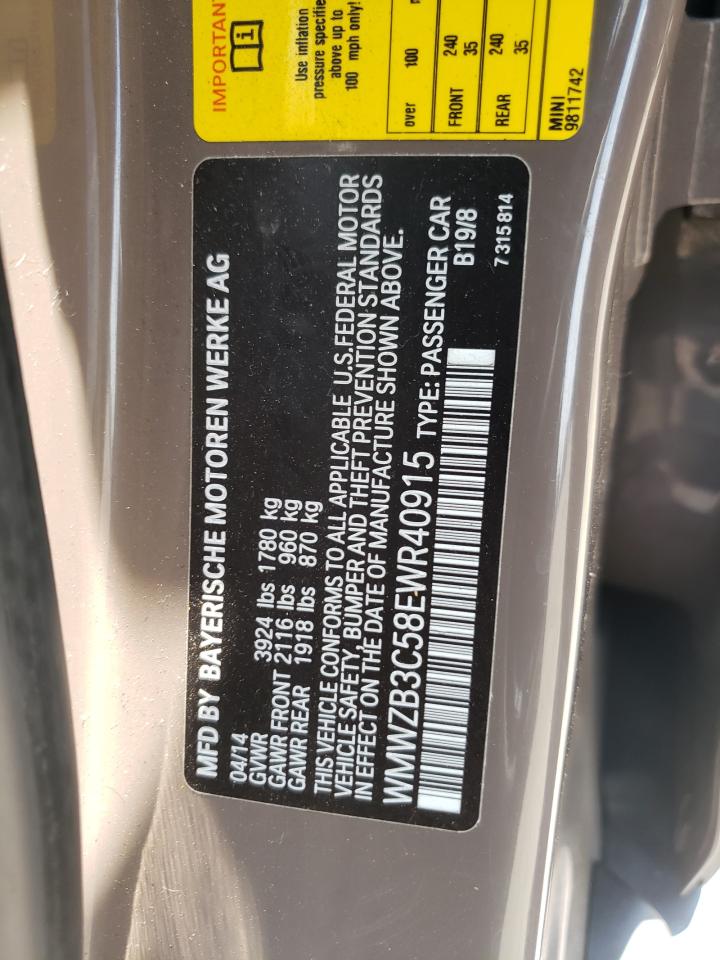 MFD BY BAYERISCHE MOTOREN WERKE AG
04/14
GVWR 3924 lbs 1780 kg
GAWR FRONT 2116 lbs 960 kg
GAWR REAR 1918 lbs 870 kg
THIS VEHICLE CONFORMS TO ALL APPLICABLE U.S.FEDERAL MOTOR
VEHICLE SAFETY, BUMPER AND THEFT PREVENTION STANDARDS
IN EFFECT ON THE DATE OF MANUFACTURE SHOWN ABOVE.
WMWZB3C58EWR40915 TYPE: PASSENGER CAR
B19/8
7 315 814
IMPORTANT
Use inflation
pressure specifie
above up to
100 mph only!
over 100
FRONT 240
35
REAR 240
35
MINI
9811742